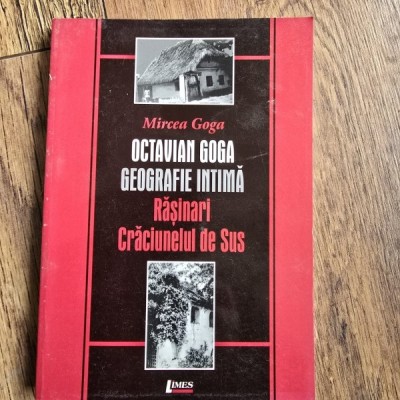 Mircea Goga
OCTAVIAN GOGA
GEOGRAFIE INTIMĂ
Rășinari
Crăciunelul de Sus
LIMES